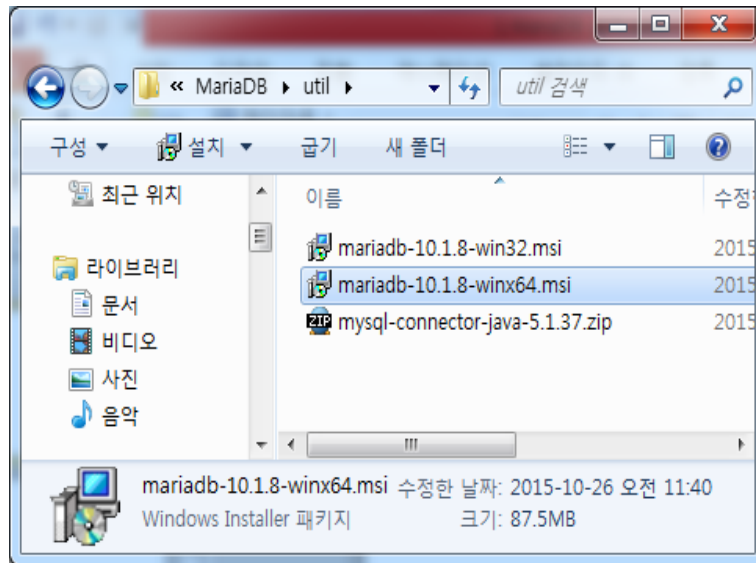 « MariaDB ▸ util ▸ util 검색
구성 ▼ 설치 ▼ 굽기 새 폴더
최근 위치
라이브러리
문서
비디오
사진
음악
이름 수정
mariadb-10.1.8-win32.msi 2015
mariadb-10.1.8-winx64.msi 2015
mysql-connector-java-5.1.37.zip 2015
mariadb-10.1.8-winx64.msi 수정한 날짜: 2015-10-26 오전 11:40
Windows Installer 패키지 크기: 87.5MB